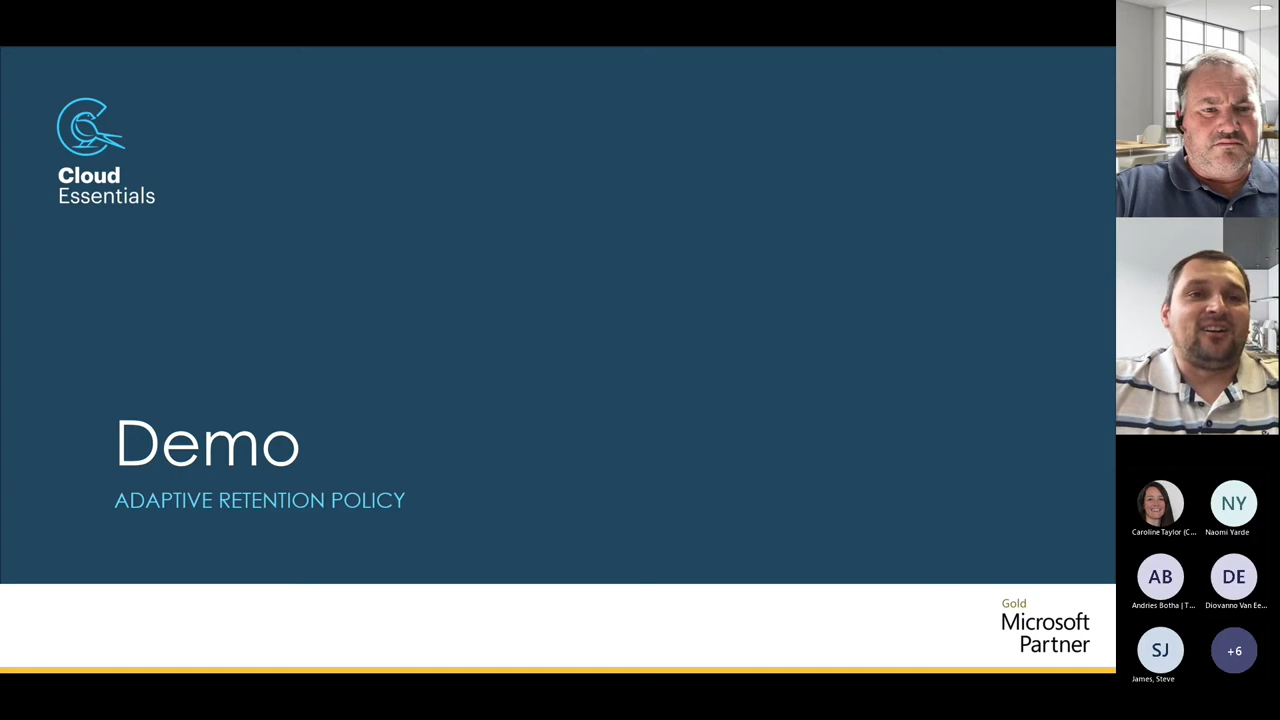 Cloud
Essentials
Demo
ADAPTIVE RETENTION POLICY
Gold
Microsoft
Partner
NY
Caroline Taylor (C... Naomi Yarde
AB DE
Andries Botha | T... Diovanno Van Ee...
SJ +6
James, Steve